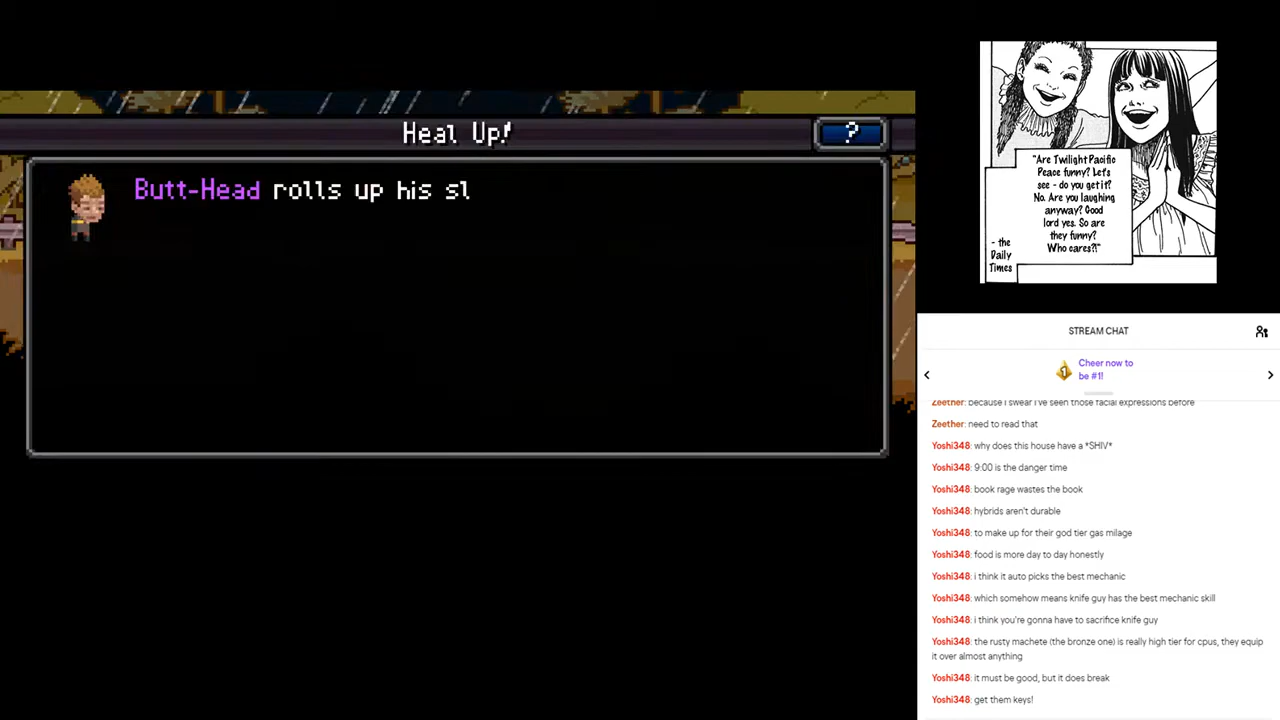 Heal Up!
?
Butt-Head rolls up his sl
"Are Twilight Pacific
Peace funny? Let's
see - do you get it?
No. Are you laughing
anyway? Good
lord yes. So are
they funny?
Who cares?!"
- the
Daily
Times
STREAM CHAT
1
Cheer now to
be #1!
Zeether: because I swear I've seen those facial expressions before
Zeether: need to read that
Yoshi348: why does this house have a *SHIV*
Yoshi348: 9:00 is the danger time
Yoshi348: book rage wastes the book
Yoshi348: hybrids aren't durable
Yoshi348: to make up for their god tier gas milage
Yoshi348: food is more day to day honestly
Yoshi348: i think it auto picks the best mechanic
Yoshi348: which somehow means knife guy has the best mechanic skill
Yoshi348: i think you're gonna have to sacrifice knife guy
Yoshi348: the rusty machete (the bronze one) is really high tier for cpus, they equip
it over almost anything
Yoshi348: it must be good, but it does break
Yoshi348: get them keys!